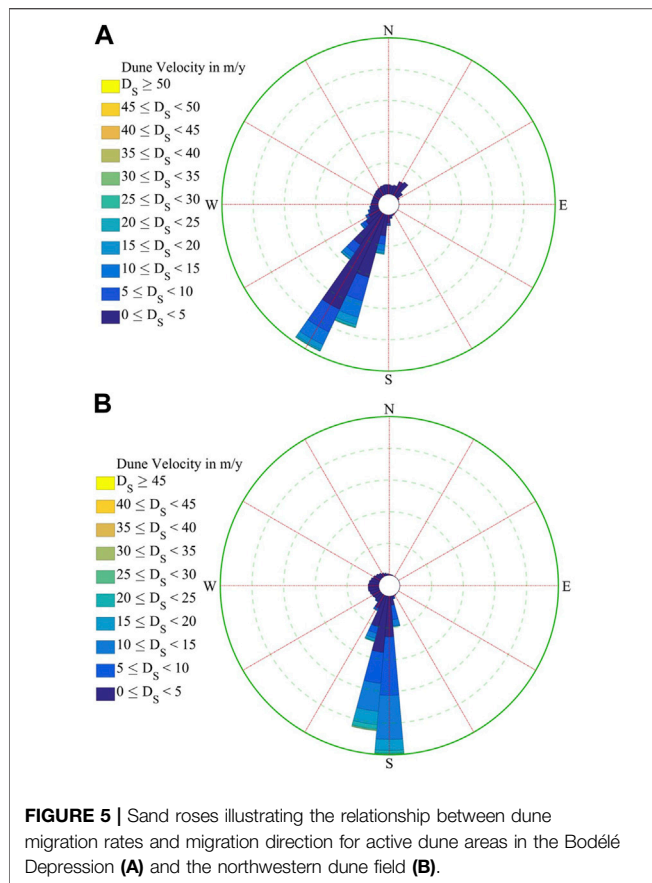 A
N
Dune Velocity in m/y
D_S ≥ 50
45 ≤ D_S < 50
40 ≤ D_S < 45
35 ≤ D_S < 40
30 ≤ D_S < 35
25 ≤ D_S < 30
20 ≤ D_S < 25
15 ≤ D_S < 20
10 ≤ D_S < 15
5 ≤ D_S < 10
0 ≤ D_S < 5
W
E
S
B
N
Dune Velocity in m/y
D_S ≥ 45
40 ≤ D_S < 45
35 ≤ D_S < 40
30 ≤ D_S < 35
25 ≤ D_S < 30
20 ≤ D_S < 25
15 ≤ D_S < 20
10 ≤ D_S < 15
5 ≤ D_S < 10
0 ≤ D_S < 5
W
E
S
FIGURE 5 | Sand roses illustrating the relationship between dune
migration rates and migration direction for active dune areas in the Bodélé
Depression (A) and the northwestern dune field (B).